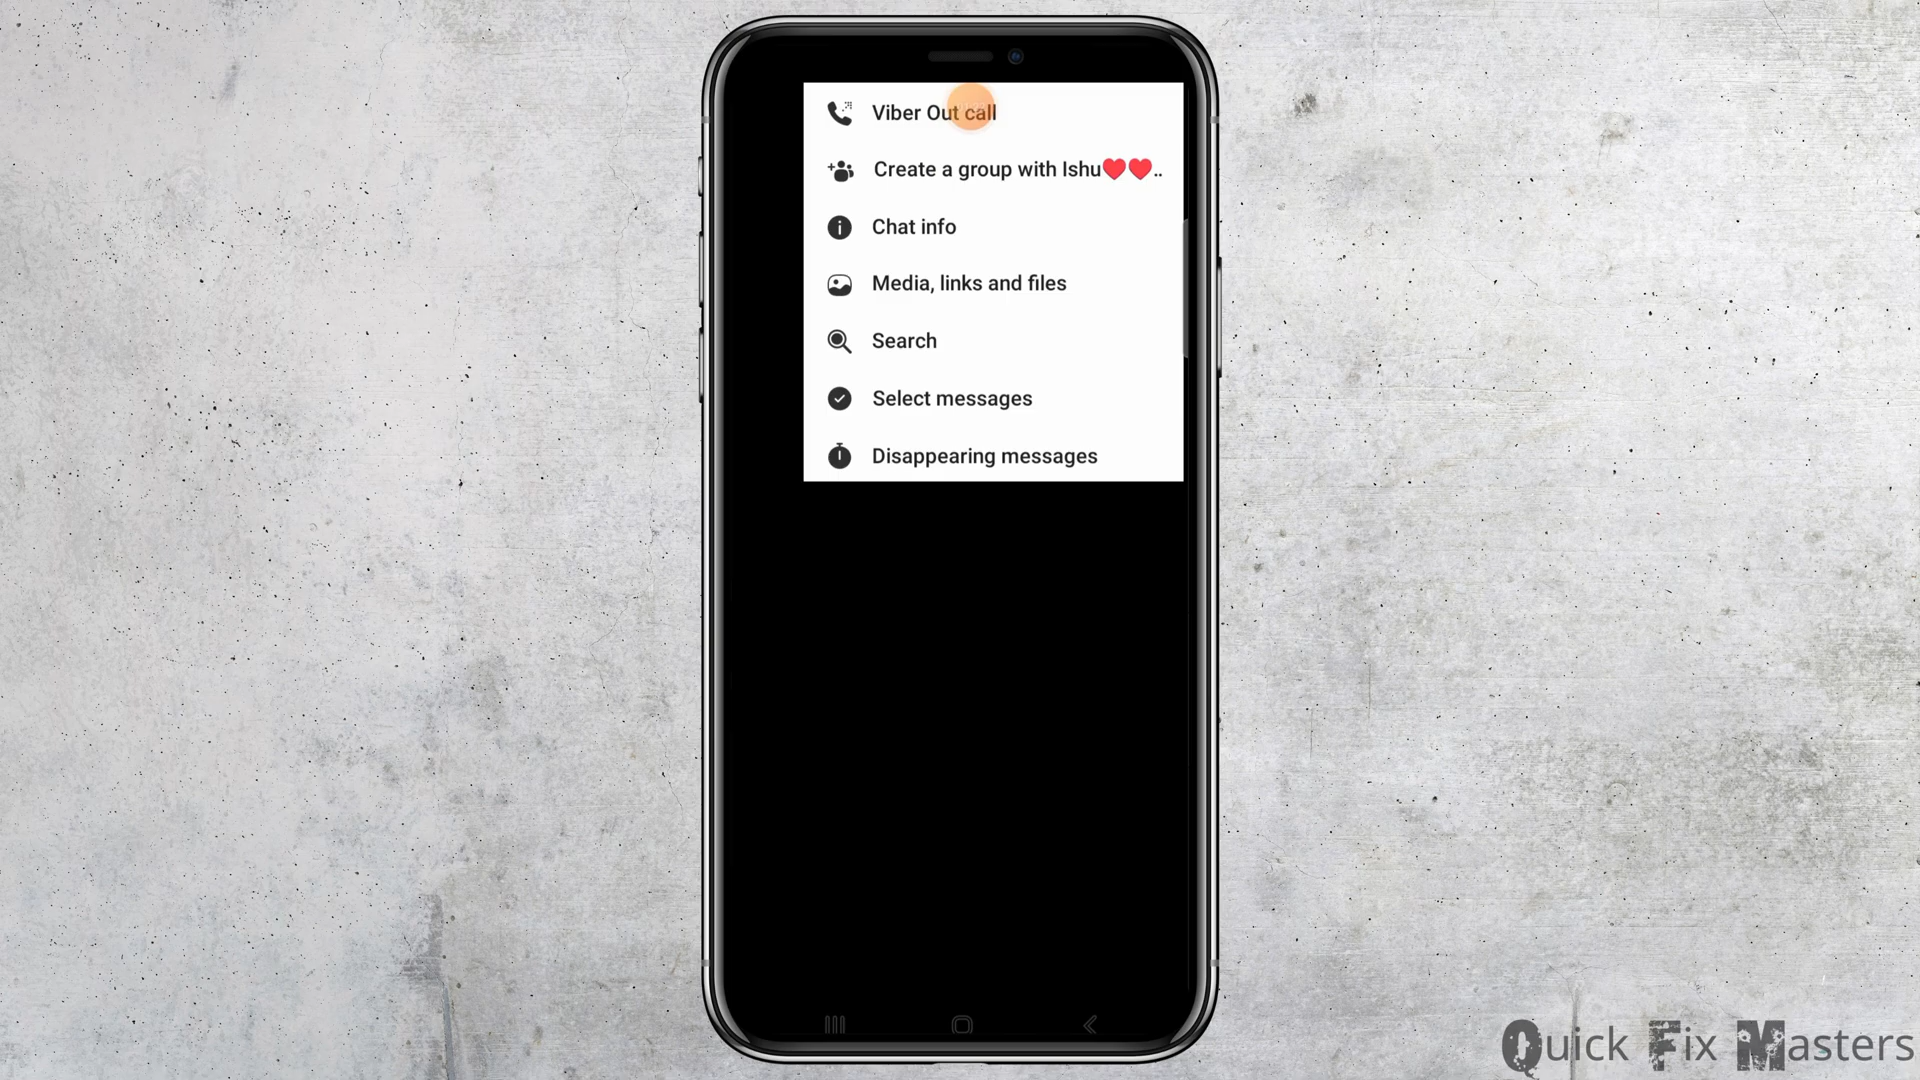 Viber Out call
Create a group with Ishu❤️❤️..
Chat info
Media, links and files
Search
Select messages
Disappearing messages
Quick Fix Masters